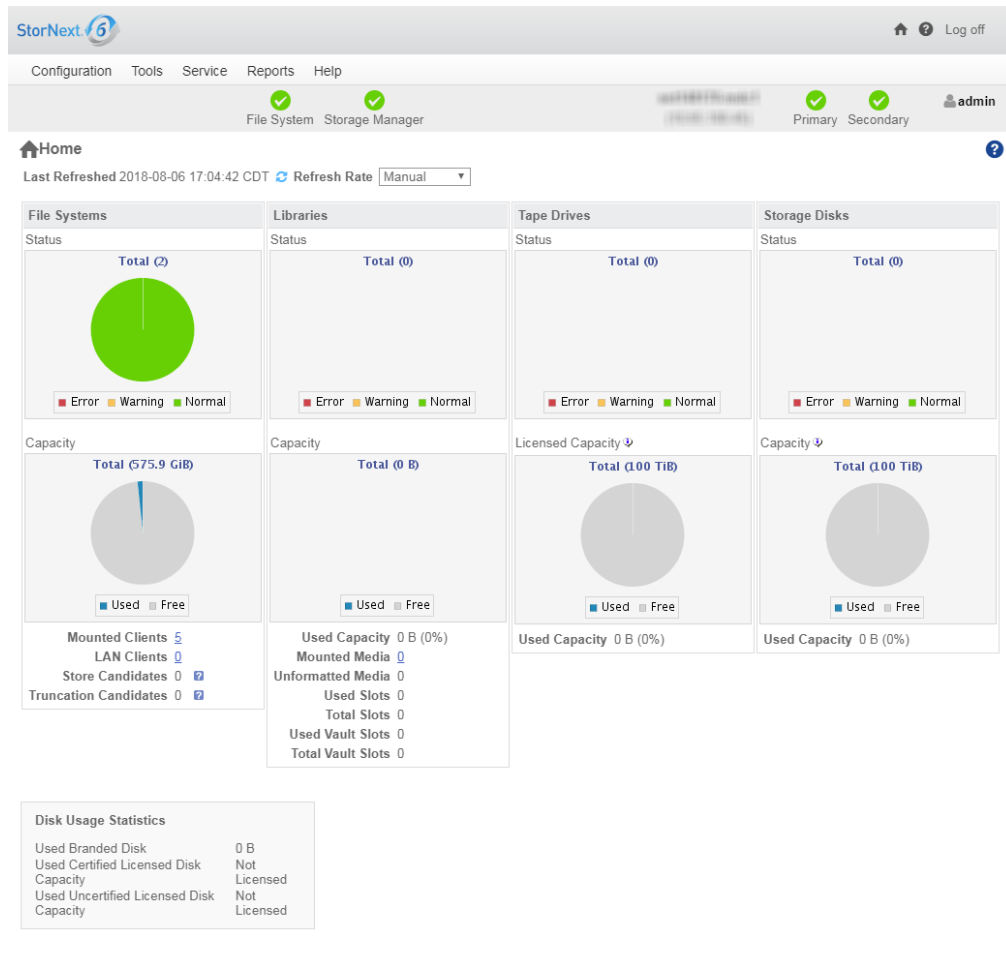 StorNext 6
Log off
Configuration Tools Service Reports Help
File System Storage Manager Primary Secondary admin
Home
Last Refreshed 2018-08-06 17:04:42 CDT Refresh Rate Manual
File Systems
Status
Total (2)
Error Warning Normal
Capacity
Total (575.9 GiB)
Used Free
Mounted Clients 5
LAN Clients 0
Store Candidates 0
Truncation Candidates 0
Libraries
Status
Total (0)
Error Warning Normal
Capacity
Total (0 B)
Used Free
Used Capacity 0 B (0%)
Mounted Media 0
Unformatted Media 0
Used Slots 0
Total Slots 0
Used Vault Slots 0
Total Vault Slots 0
Tape Drives
Status
Total (0)
Error Warning Normal
Licensed Capacity
Total (100 TiB)
Used Free
Used Capacity 0 B (0%)
Storage Disks
Status
Total (0)
Error Warning Normal
Capacity
Total (100 TiB)
Used Free
Used Capacity 0 B (0%)
Disk Usage Statistics
Used Branded Disk 0 B
Used Certified Licensed Disk Not
Capacity Licensed
Used Uncertified Licensed Disk Not
Capacity Licensed